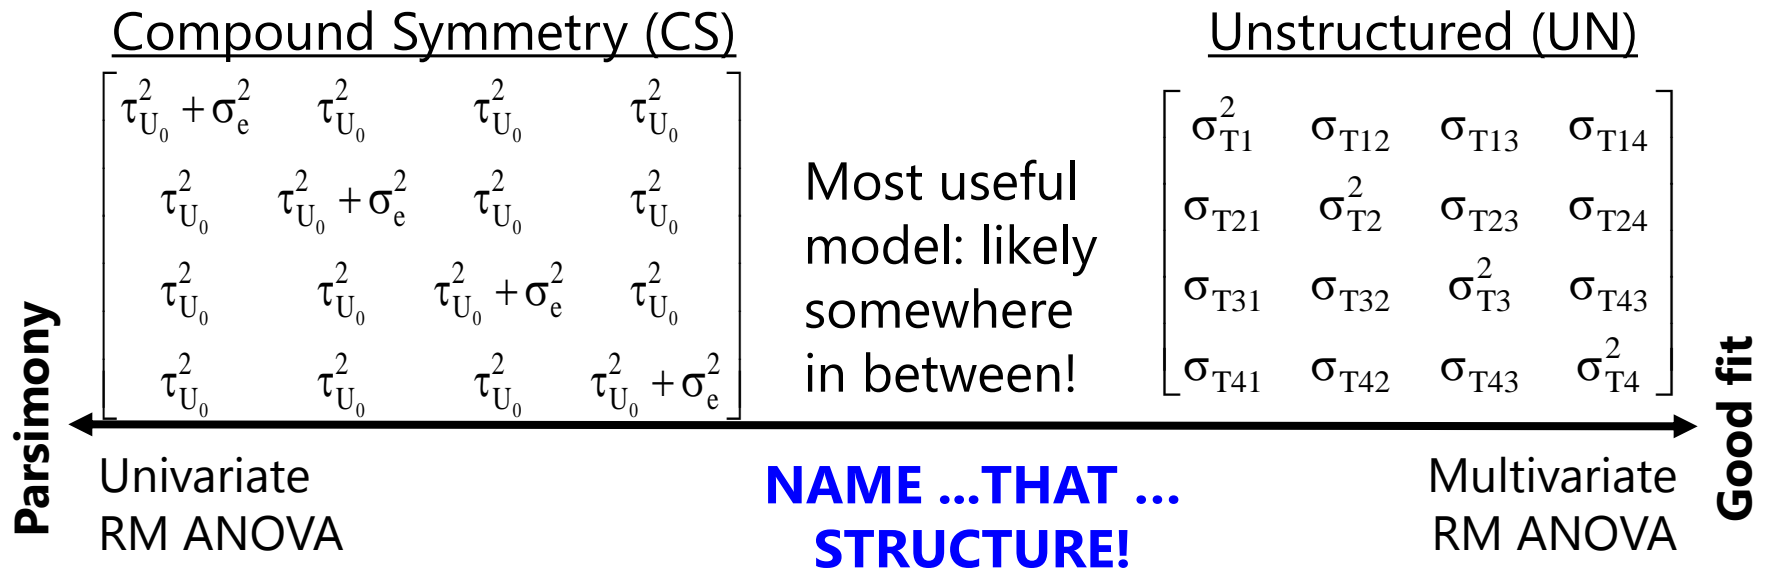 Compound Symmetry (CS)
τ²U₀ + σ²e τ²U₀ τ²U₀ τ²U₀
τ²U₀ τ²U₀ + σ²e τ²U₀ τ²U₀
τ²U₀ τ²U₀ τ²U₀ + σ²e τ²U₀
τ²U₀ τ²U₀ τ²U₀ τ²U₀ + σ²e
Most useful
model: likely
somewhere
in between!
Unstructured (UN)
σ²T1 σT12 σT13 σT14
σT21 σ²T2 σT23 σT24
σT31 σT32 σ²T3 σT43
σT41 σT42 σT43 σ²T4
Parsimony
Good fit
Univariate
RM ANOVA
NAME ...THAT ...
STRUCTURE!
Multivariate
RM ANOVA